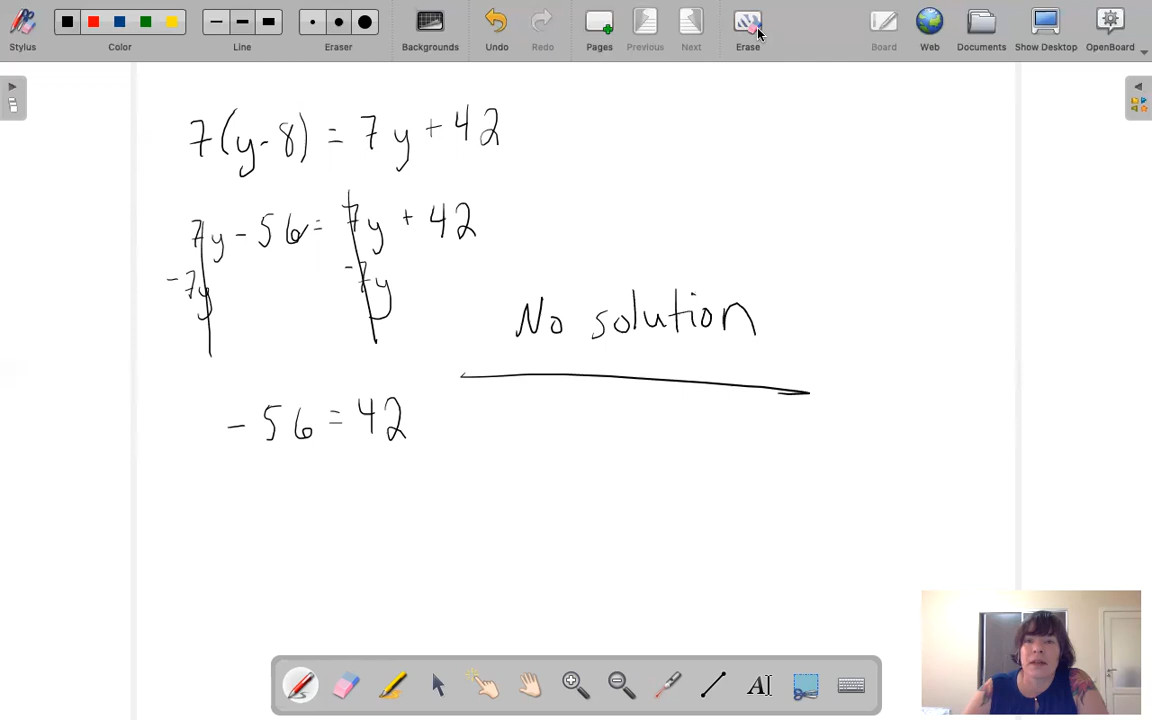 Stylus Color Line Eraser Backgrounds Undo Redo Pages Previous Next Erase Board Web Documents Show Desktop OpenBoard
7(y-8) = 7y+42
7y - 56 = 7y + 42
-7y -7y
No solution
-56 = 42
AI